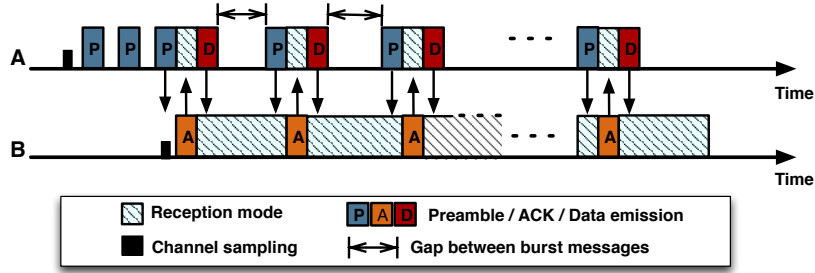 A P P P D P D P D P D
Time
B A A A A
Time
Reception mode P A D Preamble / ACK / Data emission
Channel sampling Gap between burst messages